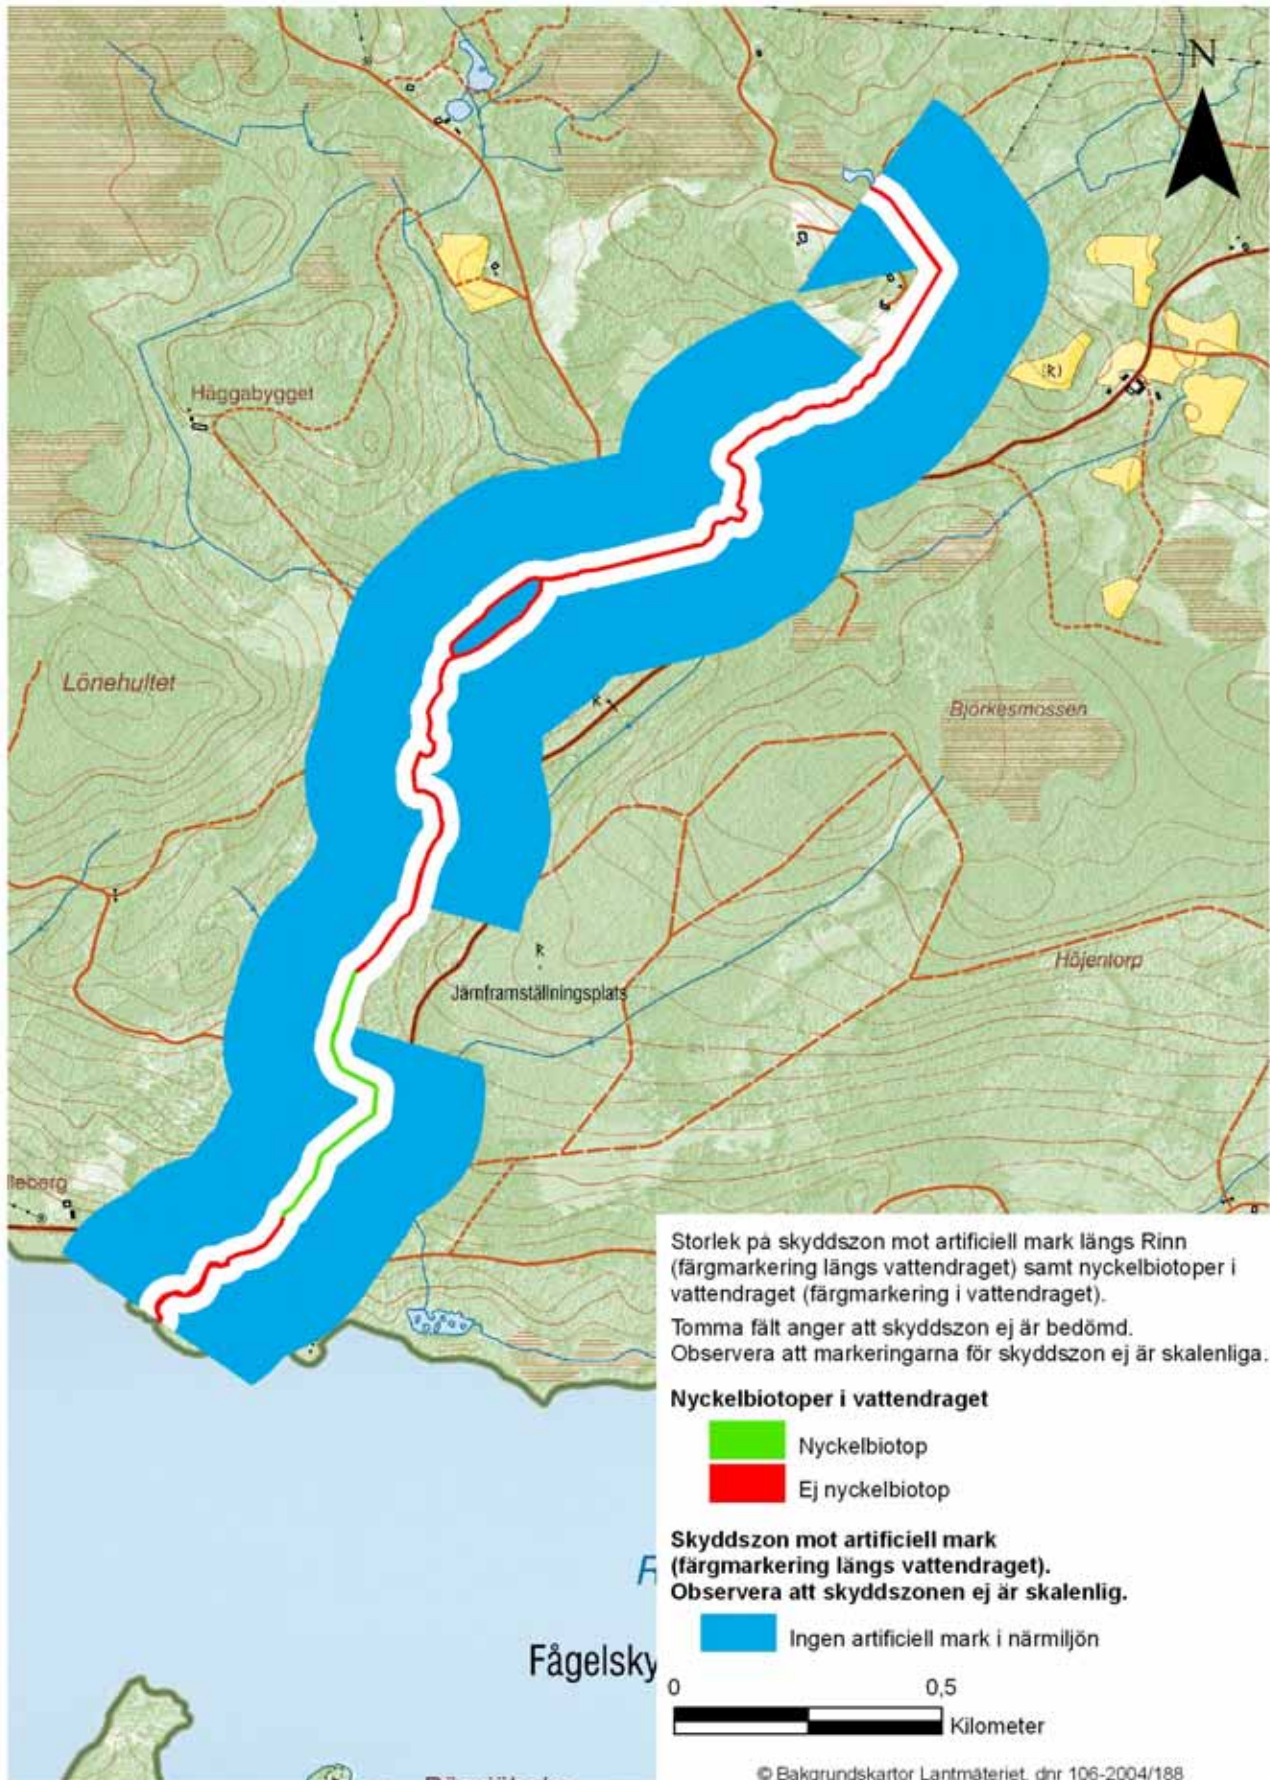 N
Häggabygget
(R)
Lönehultet
K
Björkesmossen
R
Järnframställningsplats
Höjentorp
lleberg
Storlek på skyddszon mot artificiell mark längs Rinn
(färgmarkering längs vattendraget) samt nyckelbiotoper i
vattendraget (färgmarkering i vattendraget).
Tomma fält anger att skyddszon ej är bedömd.
Observera att markeringarna för skyddszon ej är skalenliga.
Nyckelbiotoper i vattendraget
Nyckelbiotop
Ej nyckelbiotop
Skyddszon mot artificiell mark
(färgmarkering längs vattendraget).
Observera att skyddszonen ej är skalenlig.
R
Ingen artificiell mark i närmiljön
Fågelsky
0 0,5
Kilometer
© Bakgrundskartor Lantmäteriet, dnr 106-2004/188